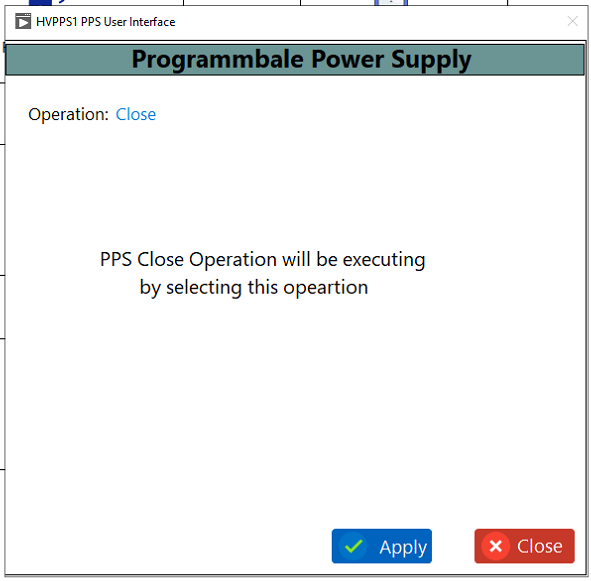 HVPPS1 PPS User Interface
Programmbale Power Supply
Operation: Close
PPS Close Operation will be executing
by selecting this opeartion
Apply
Close